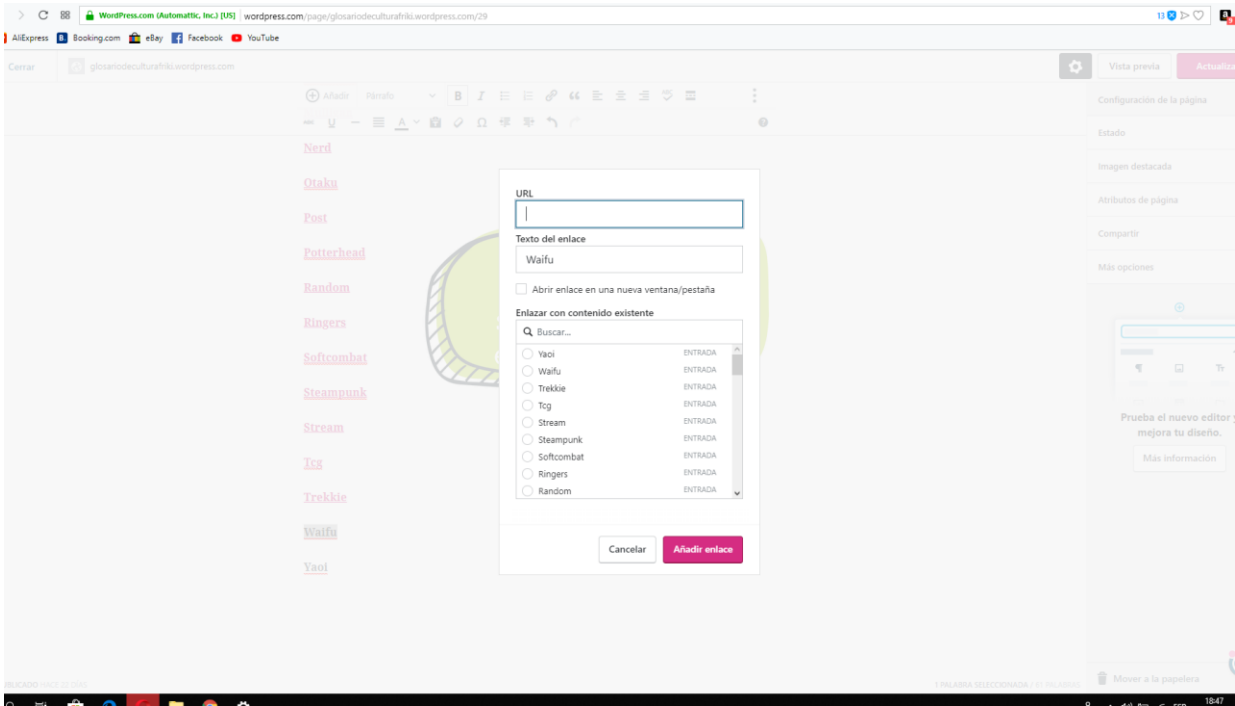 WordPress.com (Automattic, Inc.) [US] wordpress.com/page/glosariodeculturafriki.wordpress.com/29
13
AliExpress Booking.com eBay Facebook YouTube
Cerrar glosariodeculturafriki.wordpress.com Vista previa Actualiza
Añadir Párrafo
Configuración de la página
Estado
Imagen destacada
Atributos de página
Compartir
Más opciones
Prueba el nuevo editor y
mejora tu diseño.
Más información
Mover a la papelera
Nerd
Otaku
Post
Potterhead
Random
Ringers
Softcombat
Steampunk
Stream
Tcg
Trekkie
Waifu
Yaoi
URL
Texto del enlace
Waifu
Abrir enlace en una nueva ventana/pestaña
Enlazar con contenido existente
Buscar...
Yaoi ENTRADA
Waifu ENTRADA
Trekkie ENTRADA
Tcg ENTRADA
Stream ENTRADA
Steampunk ENTRADA
Softcombat ENTRADA
Ringers ENTRADA
Random ENTRADA
Cancelar Añadir enlace
1 PALABRA SELECCIONADA
18:47